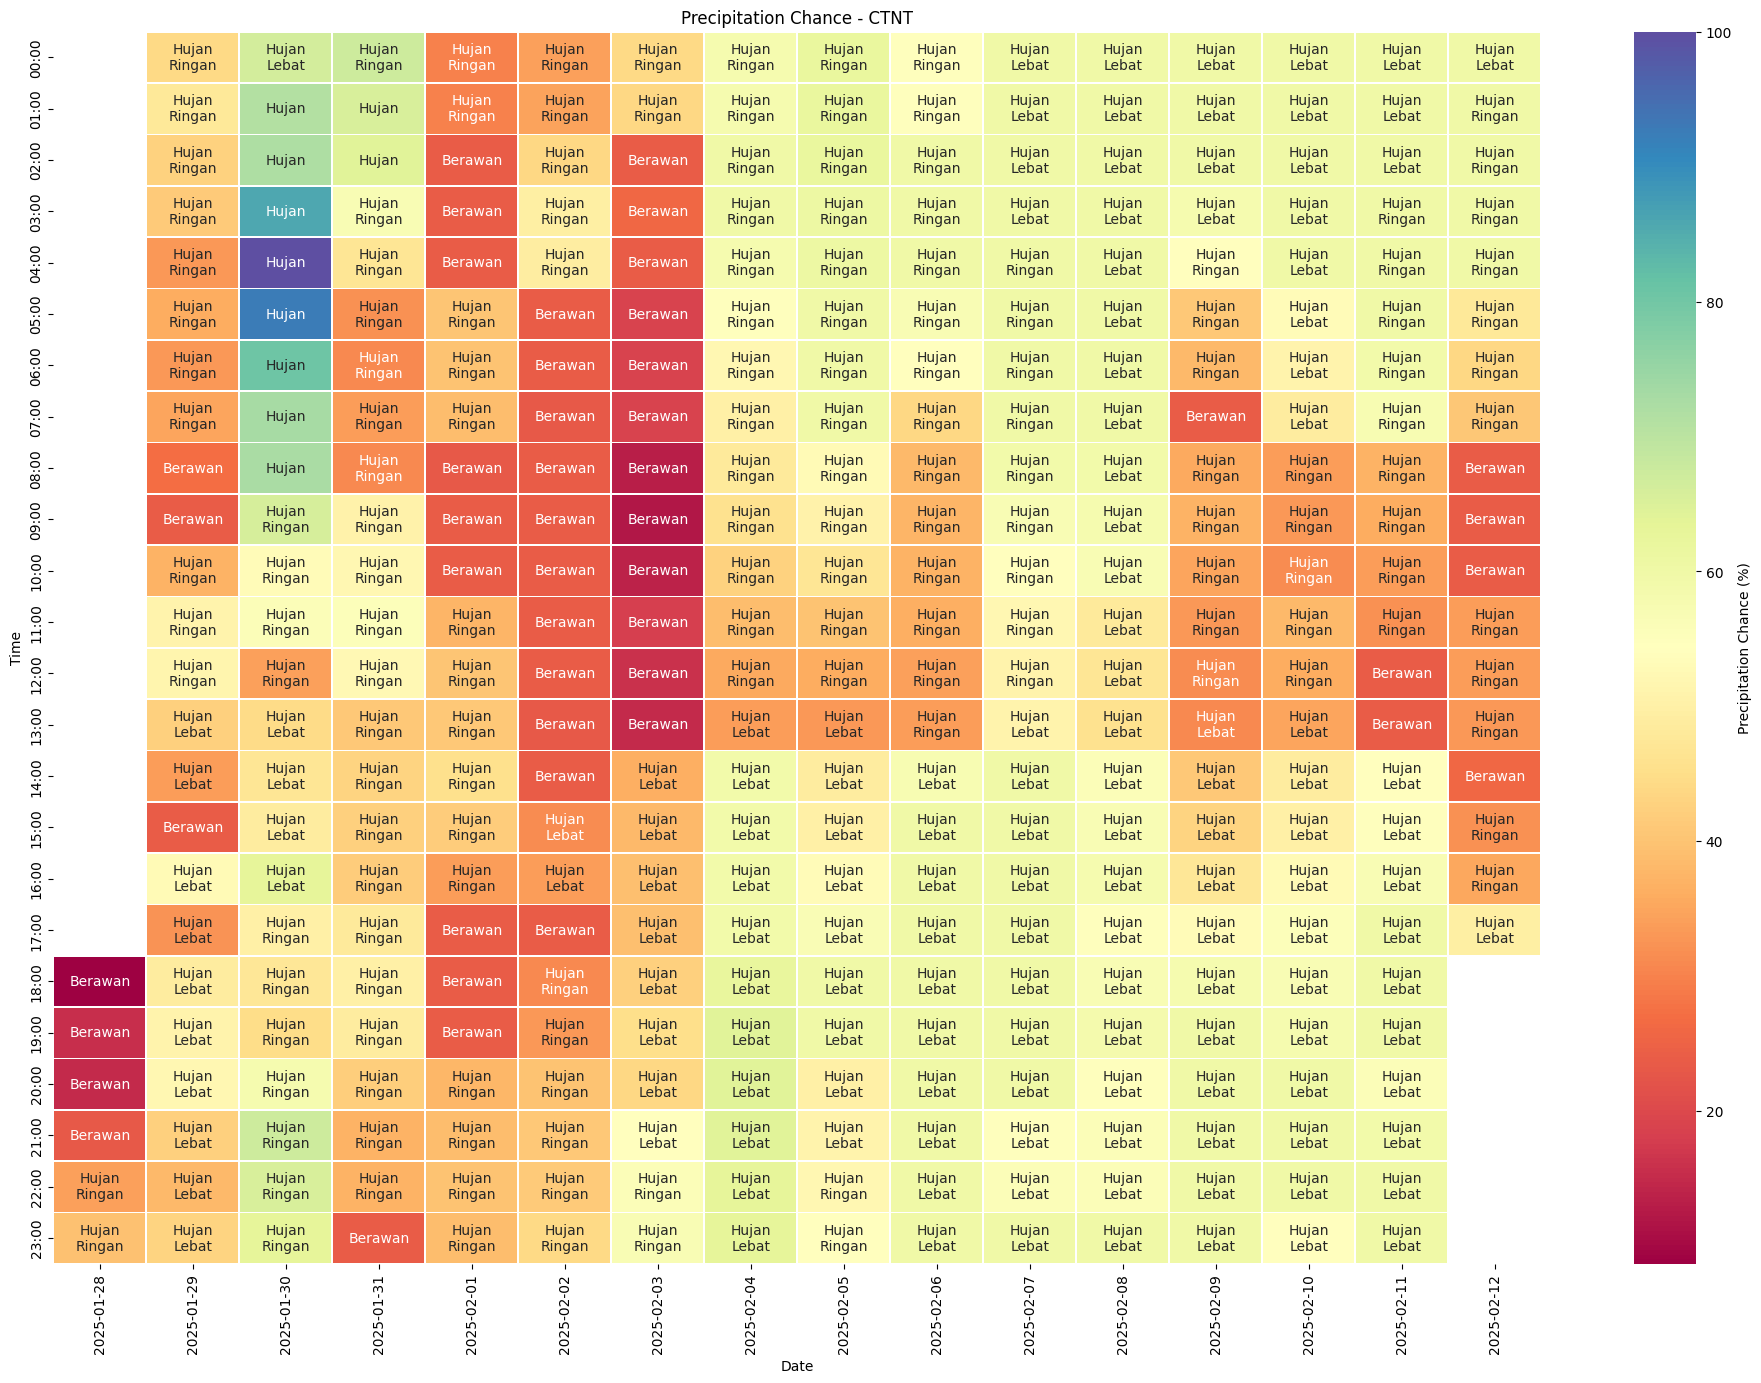 Precipitation Chance - CTNT
00:00 Hujan Ringan Hujan Lebat Hujan Ringan Hujan Ringan Hujan Ringan Hujan Ringan Hujan Ringan Hujan Ringan Hujan Ringan Hujan Lebat Hujan Lebat Hujan Lebat Hujan Lebat Hujan Lebat Hujan Lebat
01:00 Hujan Ringan Hujan Hujan Hujan Ringan Hujan Ringan Hujan Ringan Hujan Ringan Hujan Ringan Hujan Ringan Hujan Lebat Hujan Lebat Hujan Lebat Hujan Lebat Hujan Lebat Hujan Ringan
02:00 Hujan Ringan Hujan Hujan Berawan Hujan Ringan Berawan Hujan Ringan Hujan Ringan Hujan Ringan Hujan Lebat Hujan Lebat Hujan Lebat Hujan Lebat Hujan Lebat Hujan Ringan
03:00 Hujan Ringan Hujan Hujan Ringan Berawan Hujan Ringan Berawan Hujan Ringan Hujan Ringan Hujan Ringan Hujan Lebat Hujan Lebat Hujan Lebat Hujan Lebat Hujan Ringan Hujan Ringan
04:00 Hujan Ringan Hujan Hujan Ringan Berawan Hujan Ringan Berawan Hujan Ringan Hujan Ringan Hujan Ringan Hujan Ringan Hujan Lebat Hujan Ringan Hujan Lebat Hujan Ringan Hujan Ringan
05:00 Hujan Ringan Hujan Hujan Ringan Hujan Ringan Berawan Berawan Hujan Ringan Hujan Ringan Hujan Ringan Hujan Ringan Hujan Lebat Hujan Ringan Hujan Lebat Hujan Ringan Hujan Ringan
06:00 Hujan Ringan Hujan Hujan Ringan Hujan Ringan Berawan Berawan Hujan Ringan Hujan Ringan Hujan Ringan Hujan Ringan Hujan Lebat Hujan Ringan Hujan Lebat Hujan Ringan Hujan Ringan
07:00 Hujan Ringan Hujan Hujan Ringan Hujan Ringan Berawan Berawan Hujan Ringan Hujan Ringan Hujan Ringan Hujan Ringan Hujan Lebat Berawan Hujan Lebat Hujan Ringan Hujan Ringan
08:00 Berawan Hujan Hujan Ringan Berawan Berawan Berawan Hujan Ringan Hujan Ringan Hujan Ringan Hujan Ringan Hujan Lebat Hujan Ringan Hujan Ringan Hujan Ringan Berawan
09:00 Berawan Hujan Ringan Hujan Ringan Berawan Berawan Berawan Hujan Ringan Hujan Ringan Hujan Ringan Hujan Ringan Hujan Lebat Hujan Ringan Hujan Ringan Hujan Ringan Berawan
10:00 Hujan Ringan Hujan Ringan Hujan Ringan Berawan Berawan Berawan Hujan Ringan Hujan Ringan Hujan Ringan Hujan Ringan Hujan Lebat Hujan Ringan Hujan Ringan Hujan Ringan Berawan
11:00 Hujan Ringan Hujan Ringan Hujan Ringan Hujan Ringan Berawan Berawan Hujan Ringan Hujan Ringan Hujan Ringan Hujan Ringan Hujan Lebat Hujan Ringan Hujan Ringan Hujan Ringan Hujan Ringan
12:00 Hujan Ringan Hujan Ringan Hujan Ringan Hujan Ringan Berawan Berawan Hujan Ringan Hujan Ringan Hujan Ringan Hujan Ringan Hujan Lebat Hujan Ringan Hujan Ringan Berawan Hujan Ringan
13:00 Hujan Lebat Hujan Lebat Hujan Ringan Hujan Ringan Berawan Berawan Hujan Lebat Hujan Lebat Hujan Ringan Hujan Lebat Hujan Lebat Hujan Lebat Hujan Lebat Berawan Hujan Ringan
14:00 Hujan Lebat Hujan Lebat Hujan Ringan Hujan Ringan Berawan Hujan Lebat Hujan Lebat Hujan Lebat Hujan Lebat Hujan Lebat Hujan Lebat Hujan Lebat Hujan Lebat Hujan Lebat Berawan
15:00 Berawan Hujan Lebat Hujan Ringan Hujan Ringan Hujan Lebat Hujan Lebat Hujan Lebat Hujan Lebat Hujan Lebat Hujan Lebat Hujan Lebat Hujan Lebat Hujan Lebat Hujan Lebat Hujan Ringan
16:00 Hujan Lebat Hujan Lebat Hujan Ringan Hujan Ringan Hujan Lebat Hujan Lebat Hujan Lebat Hujan Lebat Hujan Lebat Hujan Lebat Hujan Lebat Hujan Lebat Hujan Lebat Hujan Lebat Hujan Ringan
17:00 Hujan Lebat Hujan Ringan Hujan Ringan Berawan Berawan Hujan Lebat Hujan Lebat Hujan Lebat Hujan Lebat Hujan Lebat Hujan Lebat Hujan Lebat Hujan Lebat Hujan Lebat Hujan Lebat
18:00 Berawan Hujan Lebat Hujan Ringan Hujan Ringan Berawan Hujan Ringan Hujan Lebat Hujan Lebat Hujan Lebat Hujan Lebat Hujan Lebat Hujan Lebat Hujan Lebat Hujan Lebat Hujan Lebat
19:00 Berawan Hujan Lebat Hujan Ringan Hujan Ringan Berawan Hujan Ringan Hujan Lebat Hujan Lebat Hujan Lebat Hujan Lebat Hujan Lebat Hujan Lebat Hujan Lebat Hujan Lebat Hujan Lebat
20:00 Berawan Hujan Lebat Hujan Ringan Hujan Ringan Hujan Ringan Hujan Ringan Hujan Lebat Hujan Lebat Hujan Lebat Hujan Lebat Hujan Lebat Hujan Lebat Hujan Lebat Hujan Lebat Hujan Lebat
21:00 Berawan Hujan Lebat Hujan Ringan Hujan Ringan Hujan Ringan Hujan Ringan Hujan Lebat Hujan Lebat Hujan Lebat Hujan Lebat Hujan Lebat Hujan Lebat Hujan Lebat Hujan Lebat Hujan Lebat
22:00 Hujan Ringan Hujan Lebat Hujan Ringan Hujan Ringan Hujan Ringan Hujan Ringan Hujan Ringan Hujan Lebat Hujan Ringan Hujan Lebat Hujan Lebat Hujan Lebat Hujan Lebat Hujan Lebat Hujan Lebat
23:00 Hujan Ringan Hujan Lebat Hujan Ringan Berawan Hujan Ringan Hujan Ringan Hujan Ringan Hujan Lebat Hujan Ringan Hujan Lebat Hujan Lebat Hujan Lebat Hujan Lebat Hujan Lebat Hujan Lebat
Time
2025-01-28 2025-01-29 2025-01-30 2025-01-31 2025-02-01 2025-02-02 2025-02-03 2025-02-04 2025-02-05 2025-02-06 2025-02-07 2025-02-08 2025-02-09 2025-02-10 2025-02-11 2025-02-12
Date
100
80
60
40
20
Precipitation Chance (%)